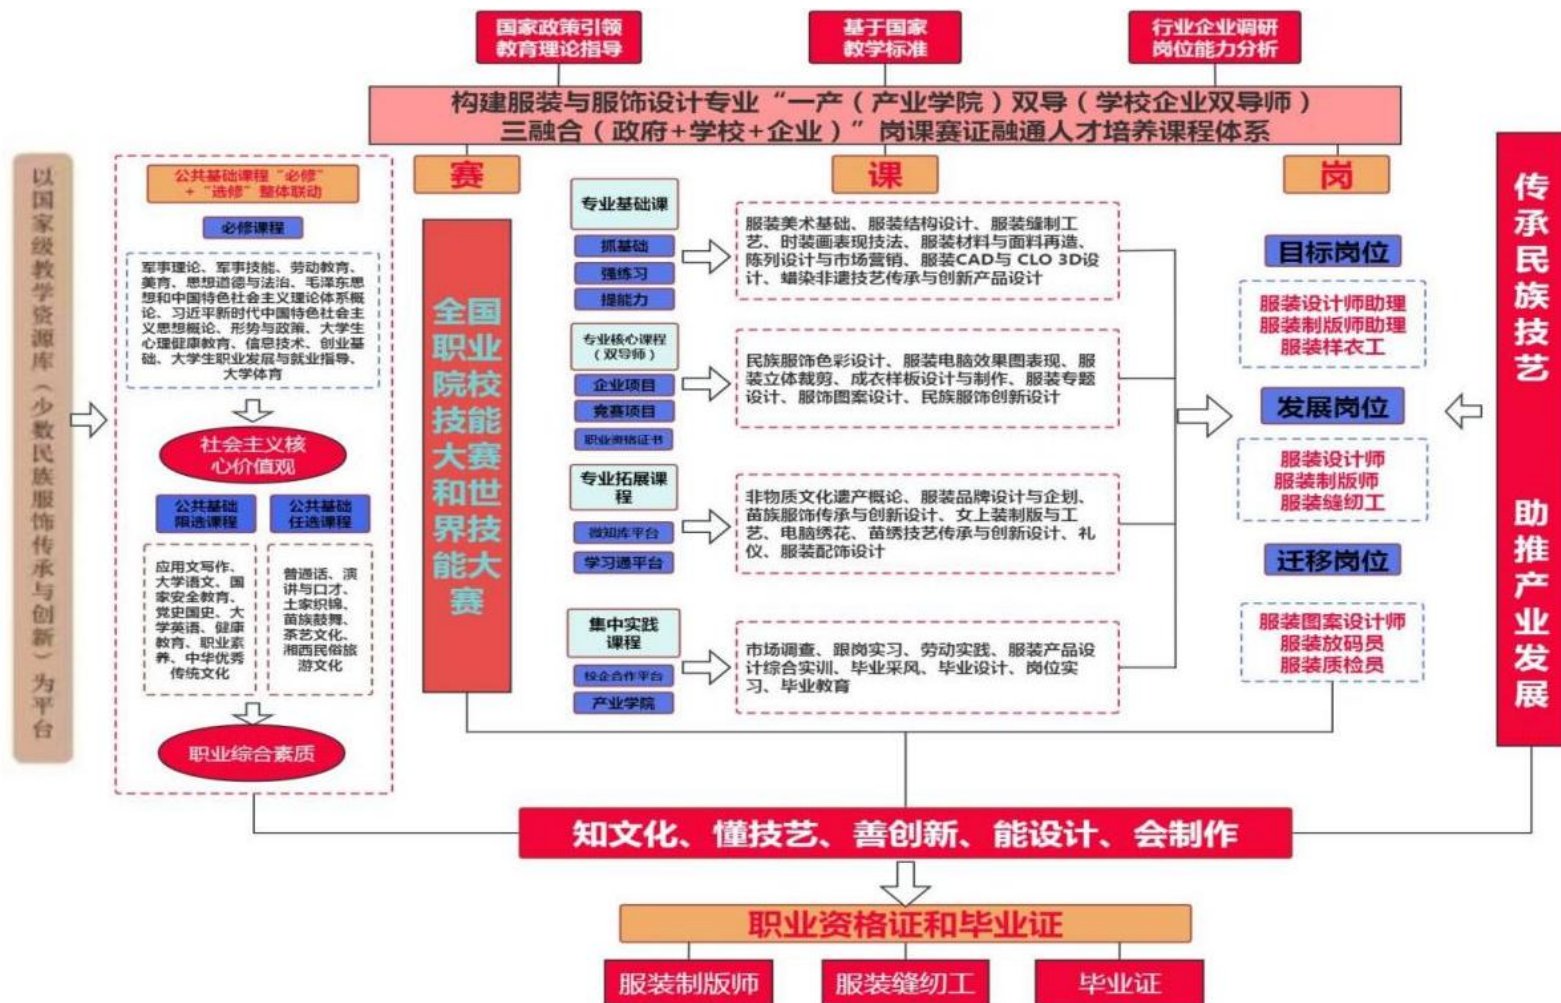 国家政策引领
教育理论指导
基于国家
教学标准
行业企业调研
岗位能力分析
构建服装与服饰设计专业“一产（产业学院）双导（学校企业双导师）
三融合（政府+学校+企业）”岗课赛证融通人才培养课程体系
以国家级教学资源库（少数民族服饰传承与创新）为平台
公共基础课程“必修”
+“选修”整体联动
必修课程
军事理论、军事技能、劳动教育、
美育、思想道德与法治、毛泽东思
想和中国特色社会主义理论体系概
论、习近平新时代中国特色社会主
义思想概论、形势与政策、大学生
心理健康教育、信息技术、创业基
础、大学生职业发展与就业指导、
大学体育
社会主义核
心价值观
公共基础
限选课程
公共基础
任选课程
应用文写作、
大学语文、国
家安全教育、
党史国史、大
学英语、健康
教育、职业素
养、中华优秀
传统文化
普通话、演
讲与口才、
土家织锦、
苗族鼓舞、
茶艺文化、
湘西民俗旅
游文化
职业综合素质
赛
全国职业院校技能大赛和世界技能大赛
课
专业基础课
抓基础
强练习
提能力
服装美术基础、服装结构设计、服装缝制工
艺、时装画表现技法、服装材料与面料再造、
陈列设计与市场营销、服装CAD与 CLO 3D设
计、蜡染非遗技艺传承与创新产品设计
专业核心课程
（双导师）
企业项目
竞赛项目
职业资格证书
民族服饰色彩设计、服装电脑效果图表现、服
装立体裁剪、成衣样板设计与制作、服装专题
设计、服饰图案设计、民族服饰创新设计
专业拓展课
程
微知库平台
学习通平台
非物质文化遗产概论、服装品牌设计与企划、
苗族服饰传承与创新设计、女上装制版与工
艺、电脑绣花、苗绣技艺传承与创新设计、礼
仪、服装配饰设计
集中实践
课程
校企合作平台
产业学院
市场调查、跟岗实习、劳动实践、服装产品设
计综合实训、毕业采风、毕业设计、岗位实
习、毕业教育
岗
目标岗位
服装设计师助理
服装制版师助理
服装样衣工
发展岗位
服装设计师
服装制版师
服装缝纫工
迁移岗位
服装图案设计师
服装放码员
服装质检员
传承民族技艺
助推产业发展
知文化、懂技艺、善创新、能设计、会制作
职业资格证和毕业证
服装制版师
服装缝纫工
毕业证